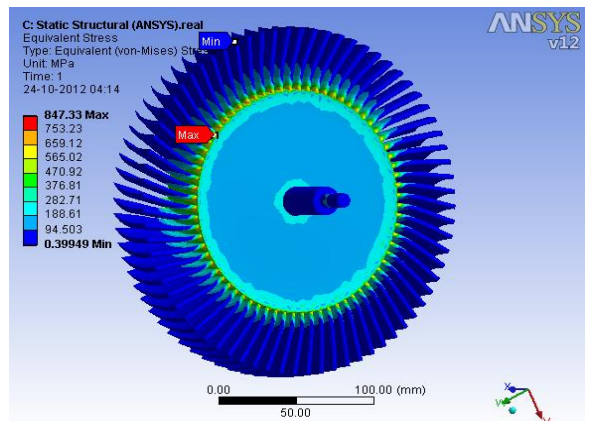 C: Static Structural (ANSYS).real
Equivalent Stress
Type: Equivalent (von-Mises) Stre
Unit: MPa
Time: 1
24-10-2012 04:14
ANSYS
v12
Min
Max
847.33 Max
753.23
659.12
565.02
470.92
376.81
282.71
188.61
94.503
0.39949 Min
0.00 100.00 (mm)
50.00
X